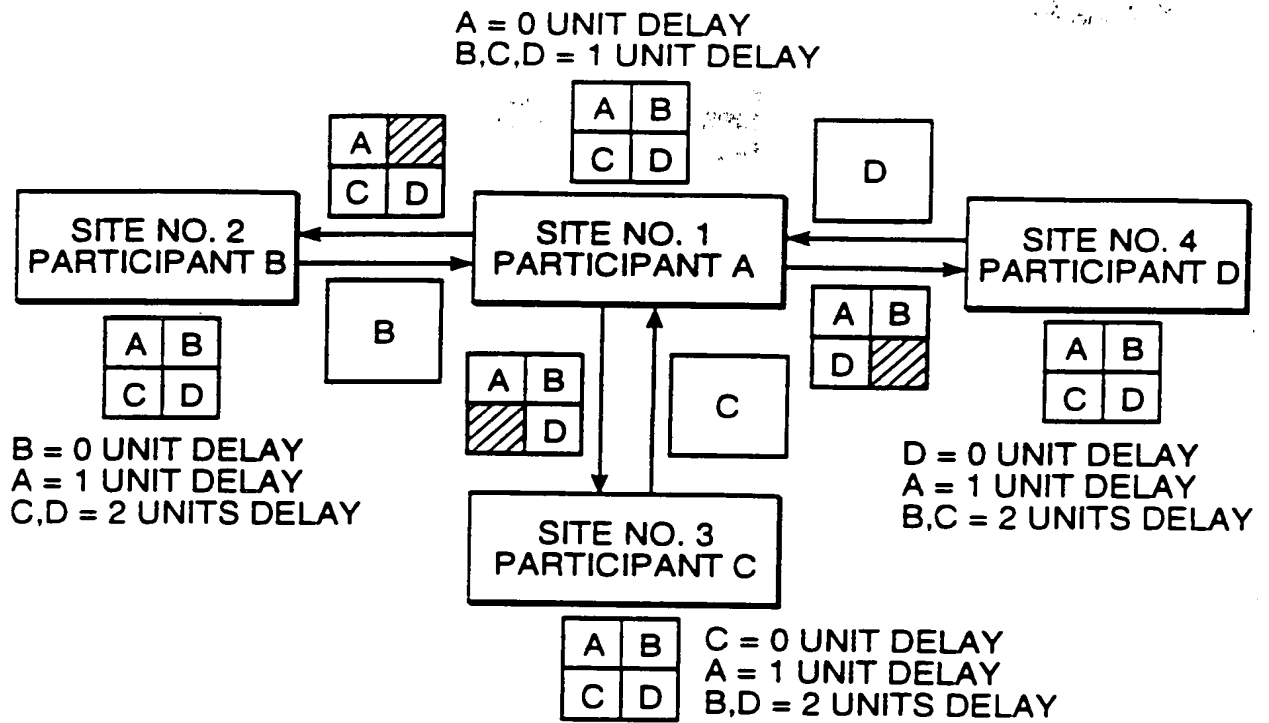 A = 0 UNIT DELAY
B,C,D = 1 UNIT DELAY
A B
C D
A
C D
D
SITE NO. 2
PARTICIPANT B
SITE NO. 1
PARTICIPANT A
SITE NO. 4
PARTICIPANT D
B
A B
D
A B
C D
A B
D
C
A B
C D
B = 0 UNIT DELAY
A = 1 UNIT DELAY
C,D = 2 UNITS DELAY
D = 0 UNIT DELAY
A = 1 UNIT DELAY
B,C = 2 UNITS DELAY
SITE NO. 3
PARTICIPANT C
A B
C D
C = 0 UNIT DELAY
A = 1 UNIT DELAY
B,D = 2 UNITS DELAY